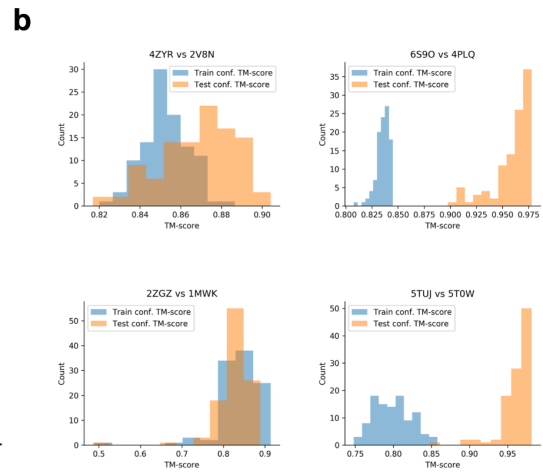 b
4ZYR vs 2V8N
Train conf. TM-score
Test conf. TM-score
Count
30
25
20
15
10
5
0
0.82 0.84 0.86 0.88 0.90
TM-score
6S9O vs 4PLQ
Train conf. TM-score
Test conf. TM-score
Count
35
30
25
20
15
10
5
0
0.800 0.825 0.850 0.875 0.900 0.925 0.950 0.975
TM-score
2ZGZ vs 1MWK
Train conf. TM-score
Test conf. TM-score
Count
50
40
30
20
10
0
0.5 0.6 0.7 0.8 0.9
TM-score
5TUJ vs 5T0W
Train conf. TM-score
Test conf. TM-score
Count
50
40
30
20
10
0
0.75 0.80 0.85 0.90 0.95
TM-score